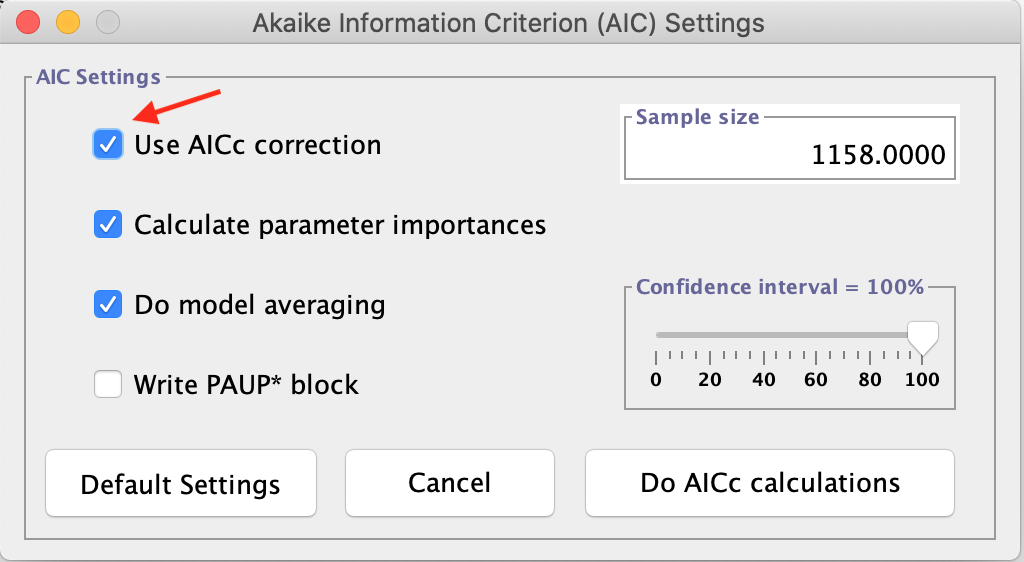 Akaike Information Criterion (AIC) Settings
AIC Settings
Use AICc correction
Sample size
1158.0000
Calculate parameter importances
Do model averaging
Confidence interval = 100%
0 20 40 60 80 100
Write PAUP* block
Default Settings
Cancel
Do AICc calculations